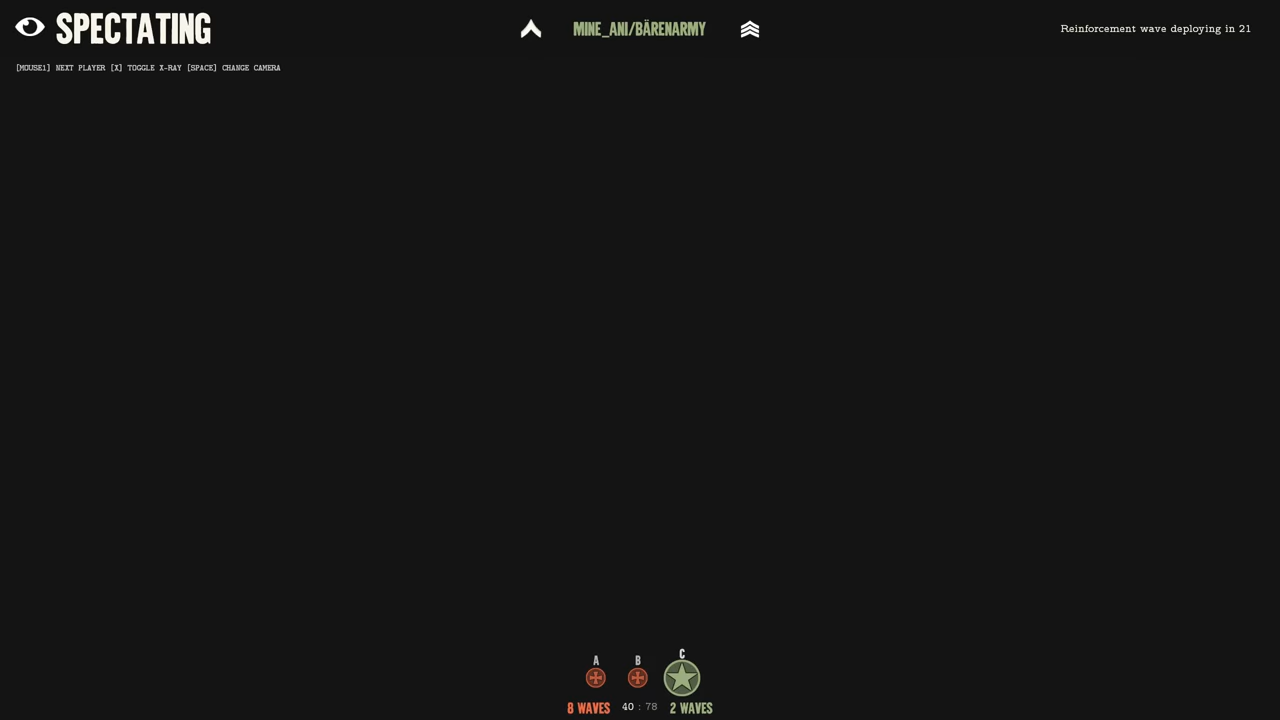 SPECTATING
MINE_ANI/BÄRENARMY
Reinforcement wave deploying in 21
[MOUSE1] NEXT PLAYER [X] TOGGLE X-RAY [SPACE] CHANGE CAMERA
A B C
8 WAVES 40 : 78 2 WAVES